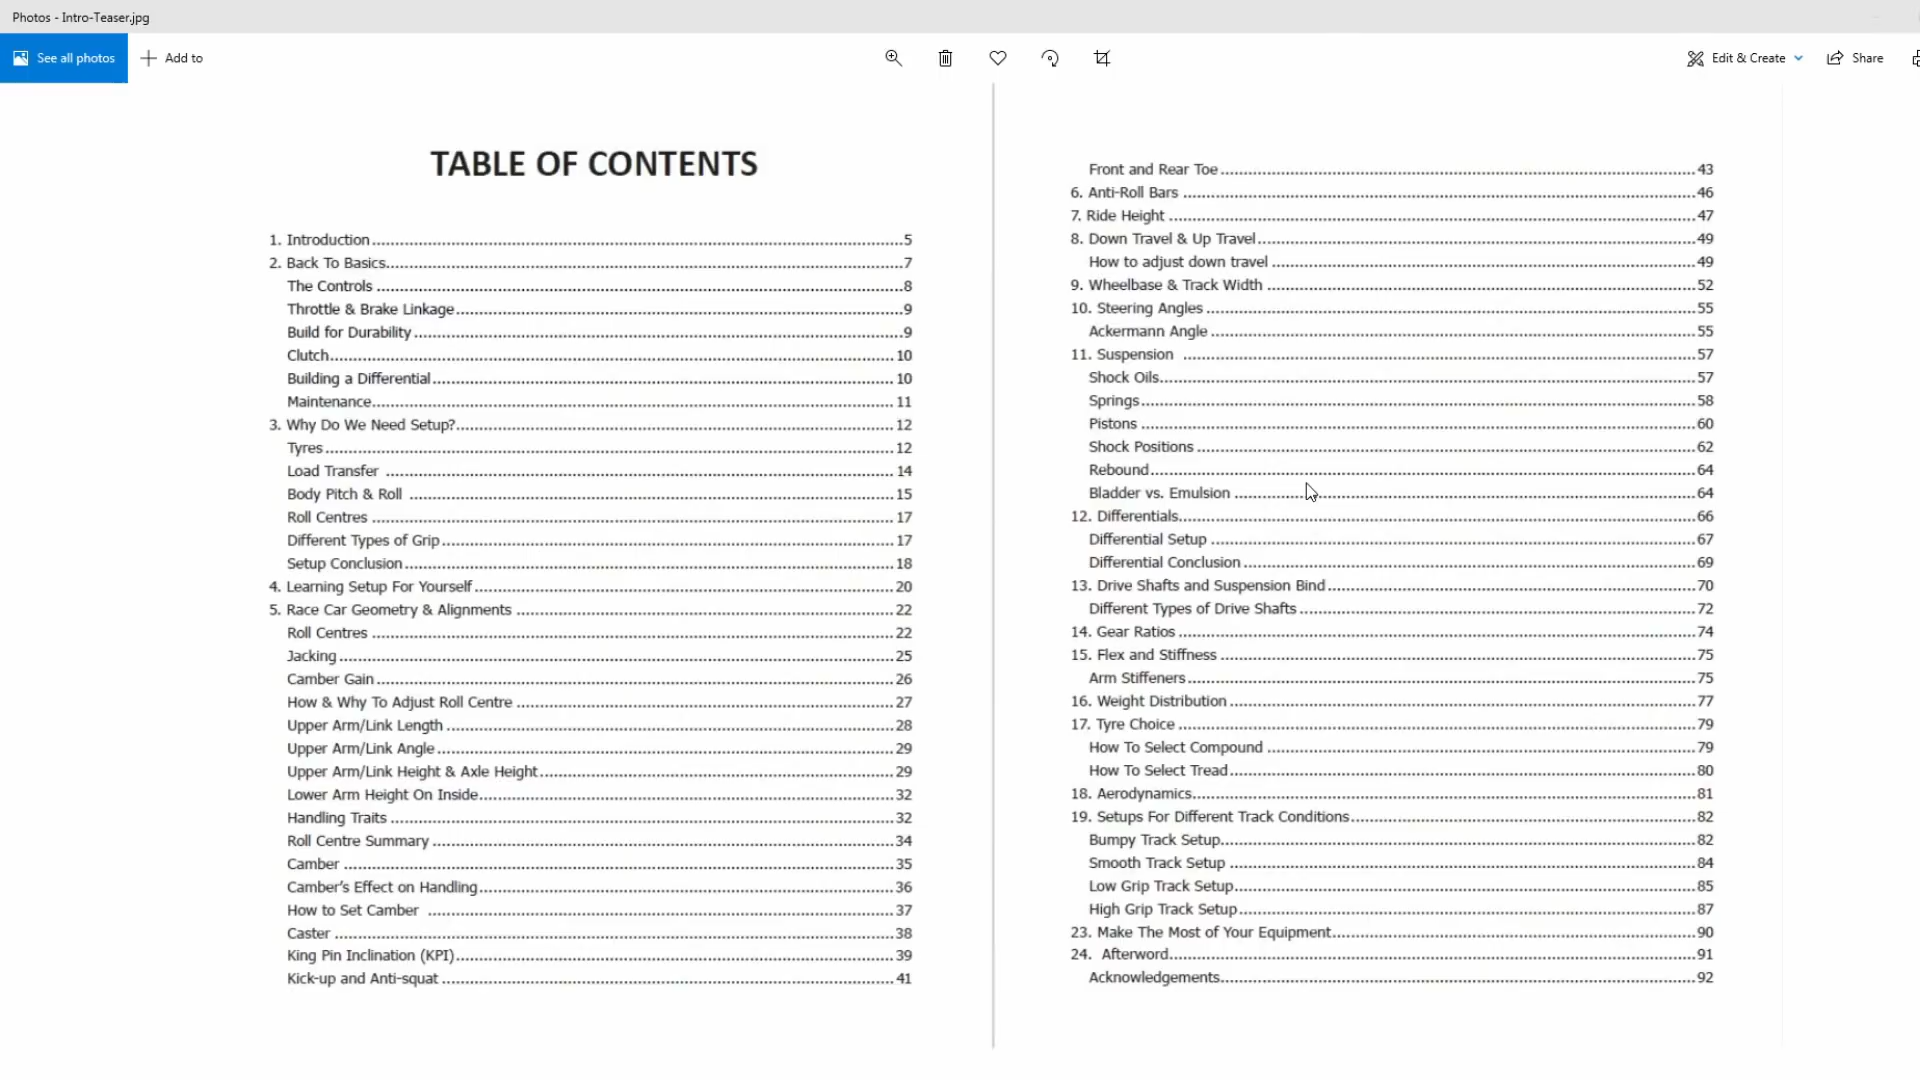 Photos - Intro-Teaser.jpg
See all photos
Add to
Edit & Create
Share
TABLE OF CONTENTS
1. Introduction 5
2. Back To Basics 7
The Controls 8
Throttle & Brake Linkage 9
Build for Durability 9
Clutch 10
Building a Differential 10
Maintenance 11
3. Why Do We Need Setup? 12
Tyres 12
Load Transfer 14
Body Pitch & Roll 15
Roll Centres 17
Different Types of Grip 17
Setup Conclusion 18
4. Learning Setup For Yourself 20
5. Race Car Geometry & Alignments 22
Roll Centres 22
Jacking 25
Camber Gain 26
How & Why To Adjust Roll Centre 27
Upper Arm/Link Length 28
Upper Arm/Link Angle 29
Upper Arm/Link Height & Axle Height 29
Lower Arm Height On Inside 32
Handling Traits 32
Roll Centre Summary 34
Camber 35
Camber's Effect on Handling 36
How to Set Camber 37
Caster 38
King Pin Inclination (KPI) 39
Kick-up and Anti-squat 41
Front and Rear Toe 43
6. Anti-Roll Bars 46
7. Ride Height 47
8. Down Travel & Up Travel 49
How to adjust down travel 49
9. Wheelbase & Track Width 52
10. Steering Angles 55
Ackermann Angle 55
11. Suspension 57
Shock Oils 57
Springs 58
Pistons 60
Shock Positions 62
Rebound 64
Bladder vs. Emulsion 64
12. Differentials 66
Differential Setup 67
Differential Conclusion 69
13. Drive Shafts and Suspension Bind 70
Different Types of Drive Shafts 72
14. Gear Ratios 74
15. Flex and Stiffness 75
Arm Stiffeners 75
16. Weight Distribution 77
17. Tyre Choice 79
How To Select Compound 79
How To Select Tread 80
18. Aerodynamics 81
19. Setups For Different Track Conditions 82
Bumpy Track Setup 82
Smooth Track Setup 84
Low Grip Track Setup 85
High Grip Track Setup 87
23. Make The Most of Your Equipment 90
24. Afterword 91
Acknowledgements 92